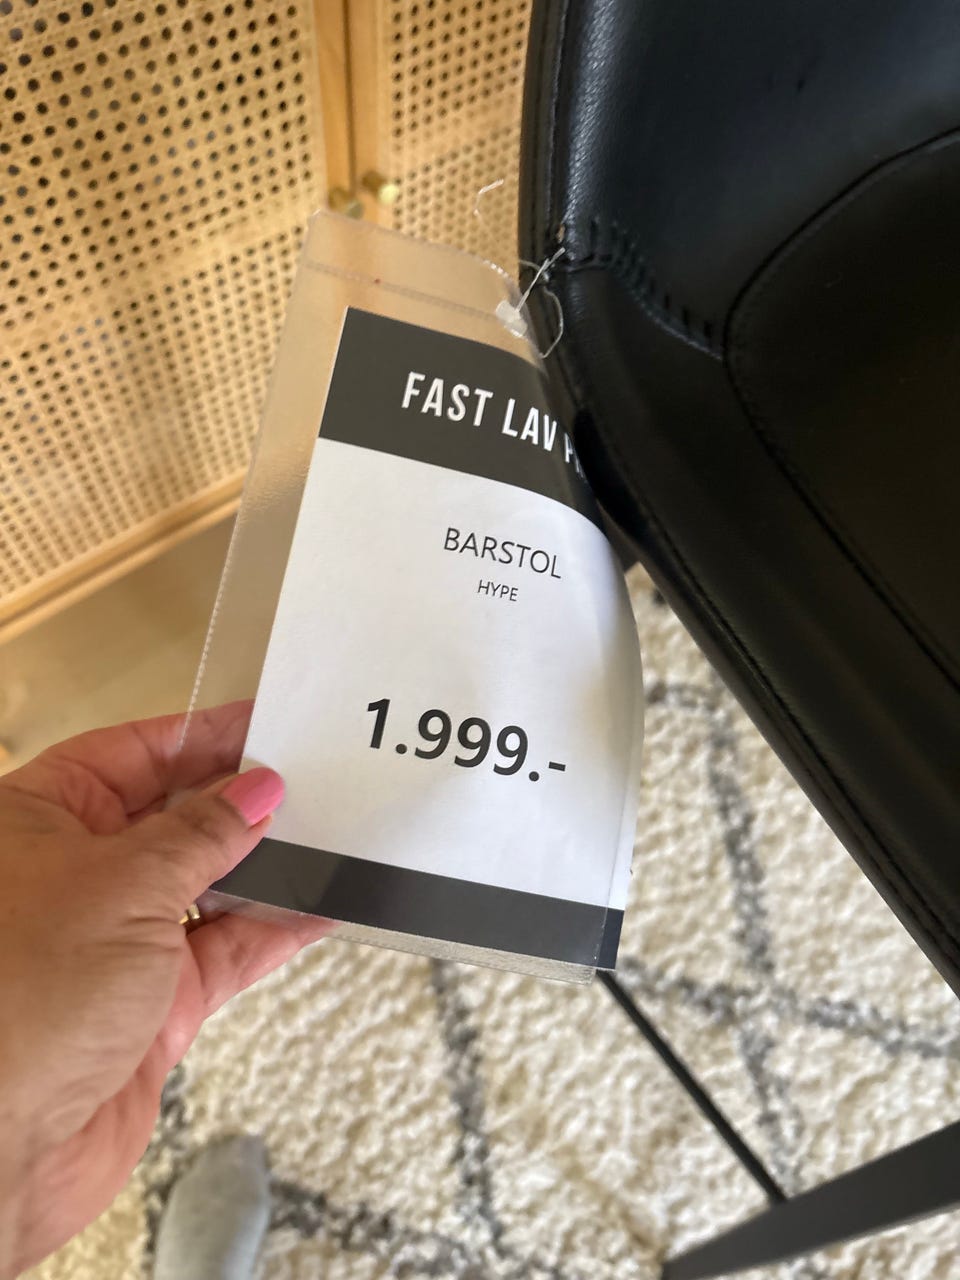 FAST LAV
BARSTOL
HYPE
1.999.-